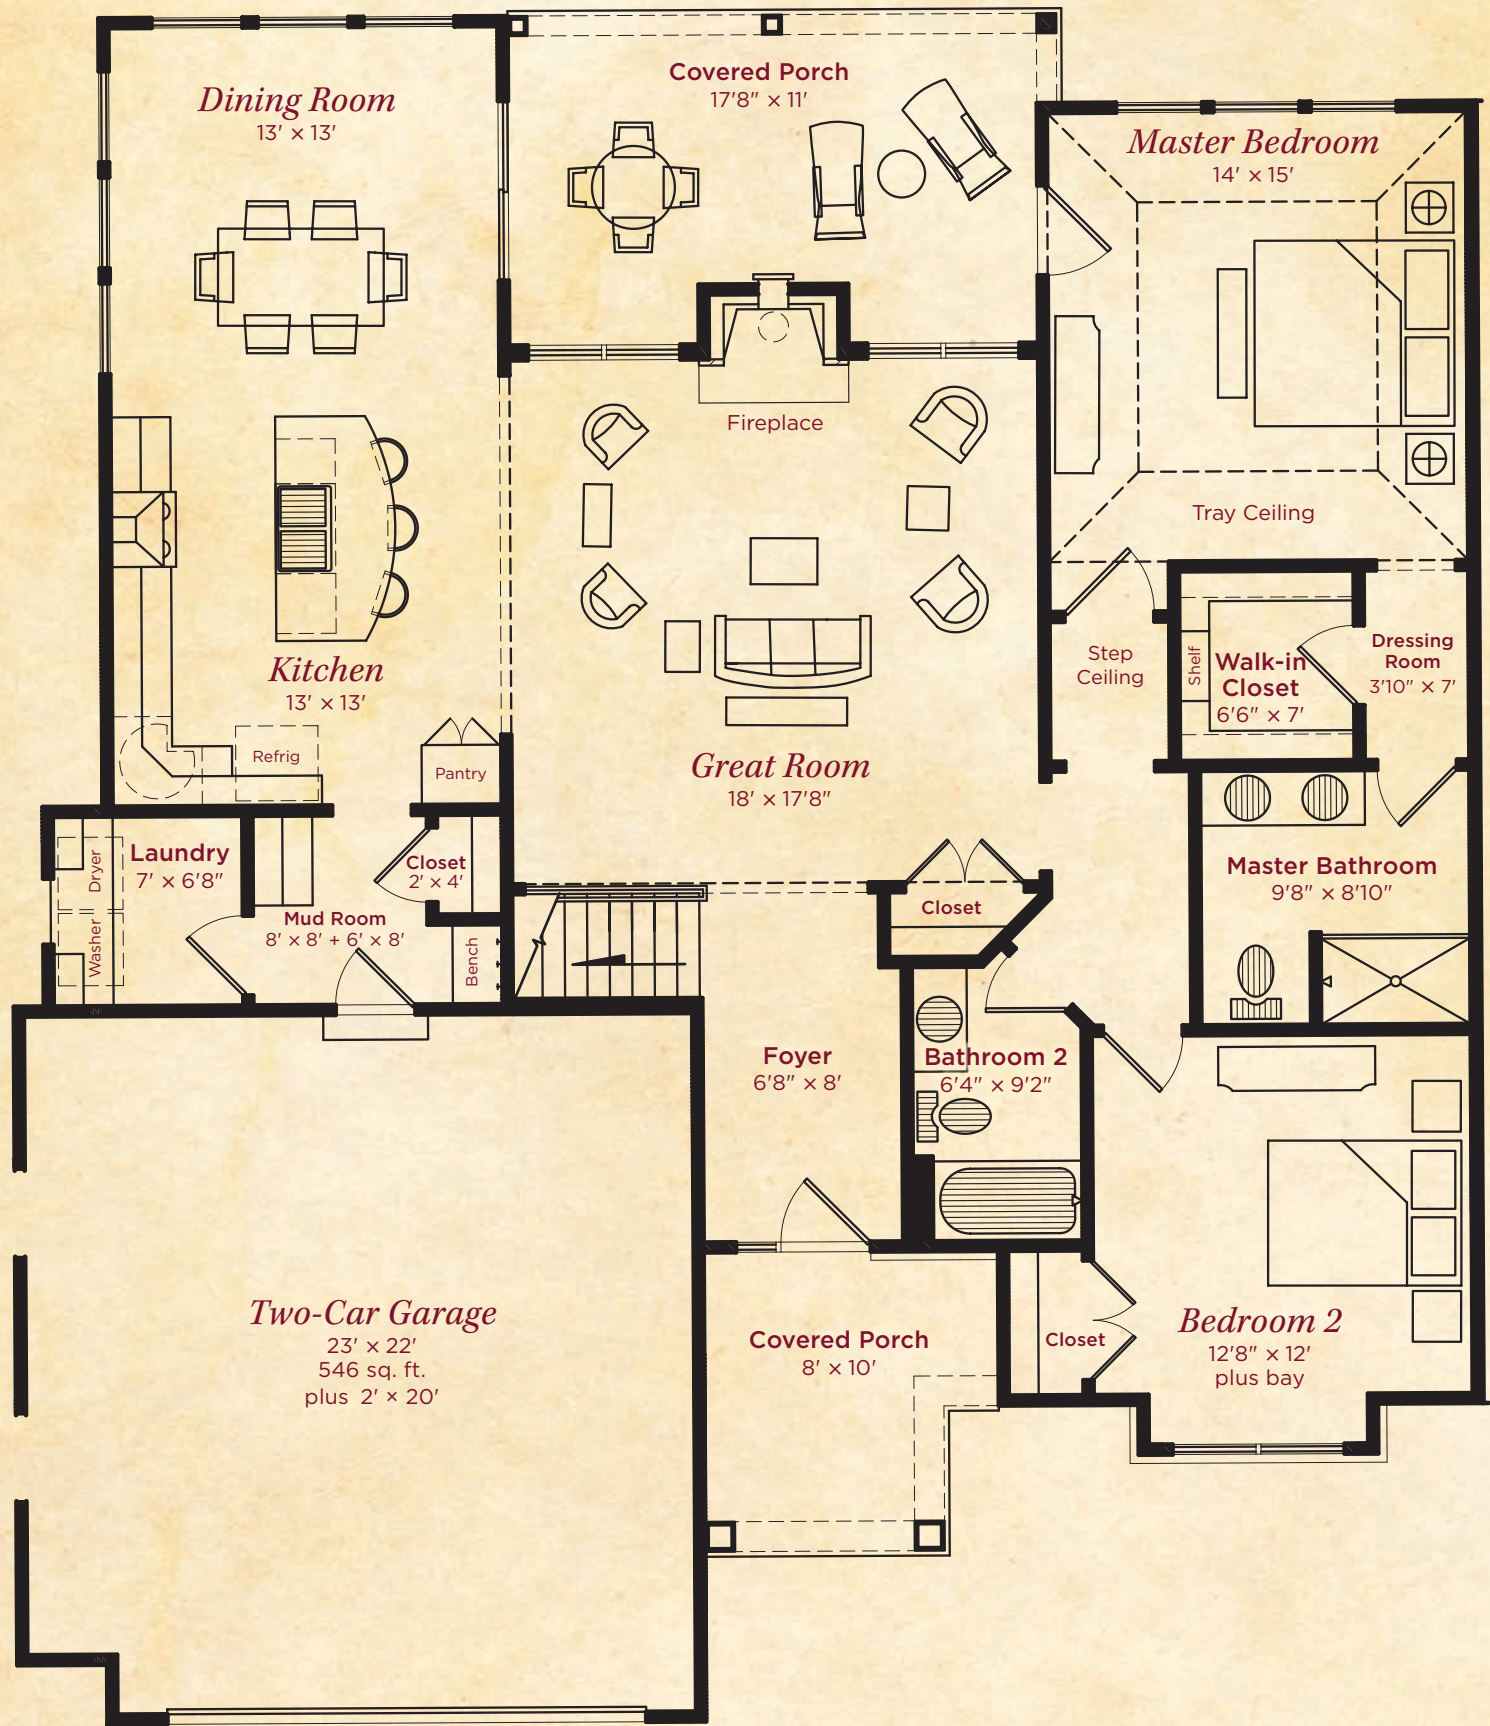 Covered Porch
17'8" × 11'
Dining Room
13' × 13'
Master Bedroom
14' × 15'
Fireplace
Tray Ceiling
Kitchen
13' × 13'
Step
Ceiling
Shelf
Walk-in
Closet
6'6" × 7'
Dressing
Room
3'10" × 7'
Refrig
Pantry
Great Room
18' × 17'8"
Laundry
7' × 6'8"
Dryer
Washer
Closet
2' × 4'
Mud Room
8' × 8' + 6' × 8'
Bench
Closet
Master Bathroom
9'8" × 8'10"
Foyer
6'8" × 8'
Bathroom 2
6'4" × 9'2"
Two-Car Garage
23' × 22'
546 sq. ft.
plus 2' × 20'
Covered Porch
8' × 10'
Closet
Bedroom 2
12'8" × 12'
plus bay